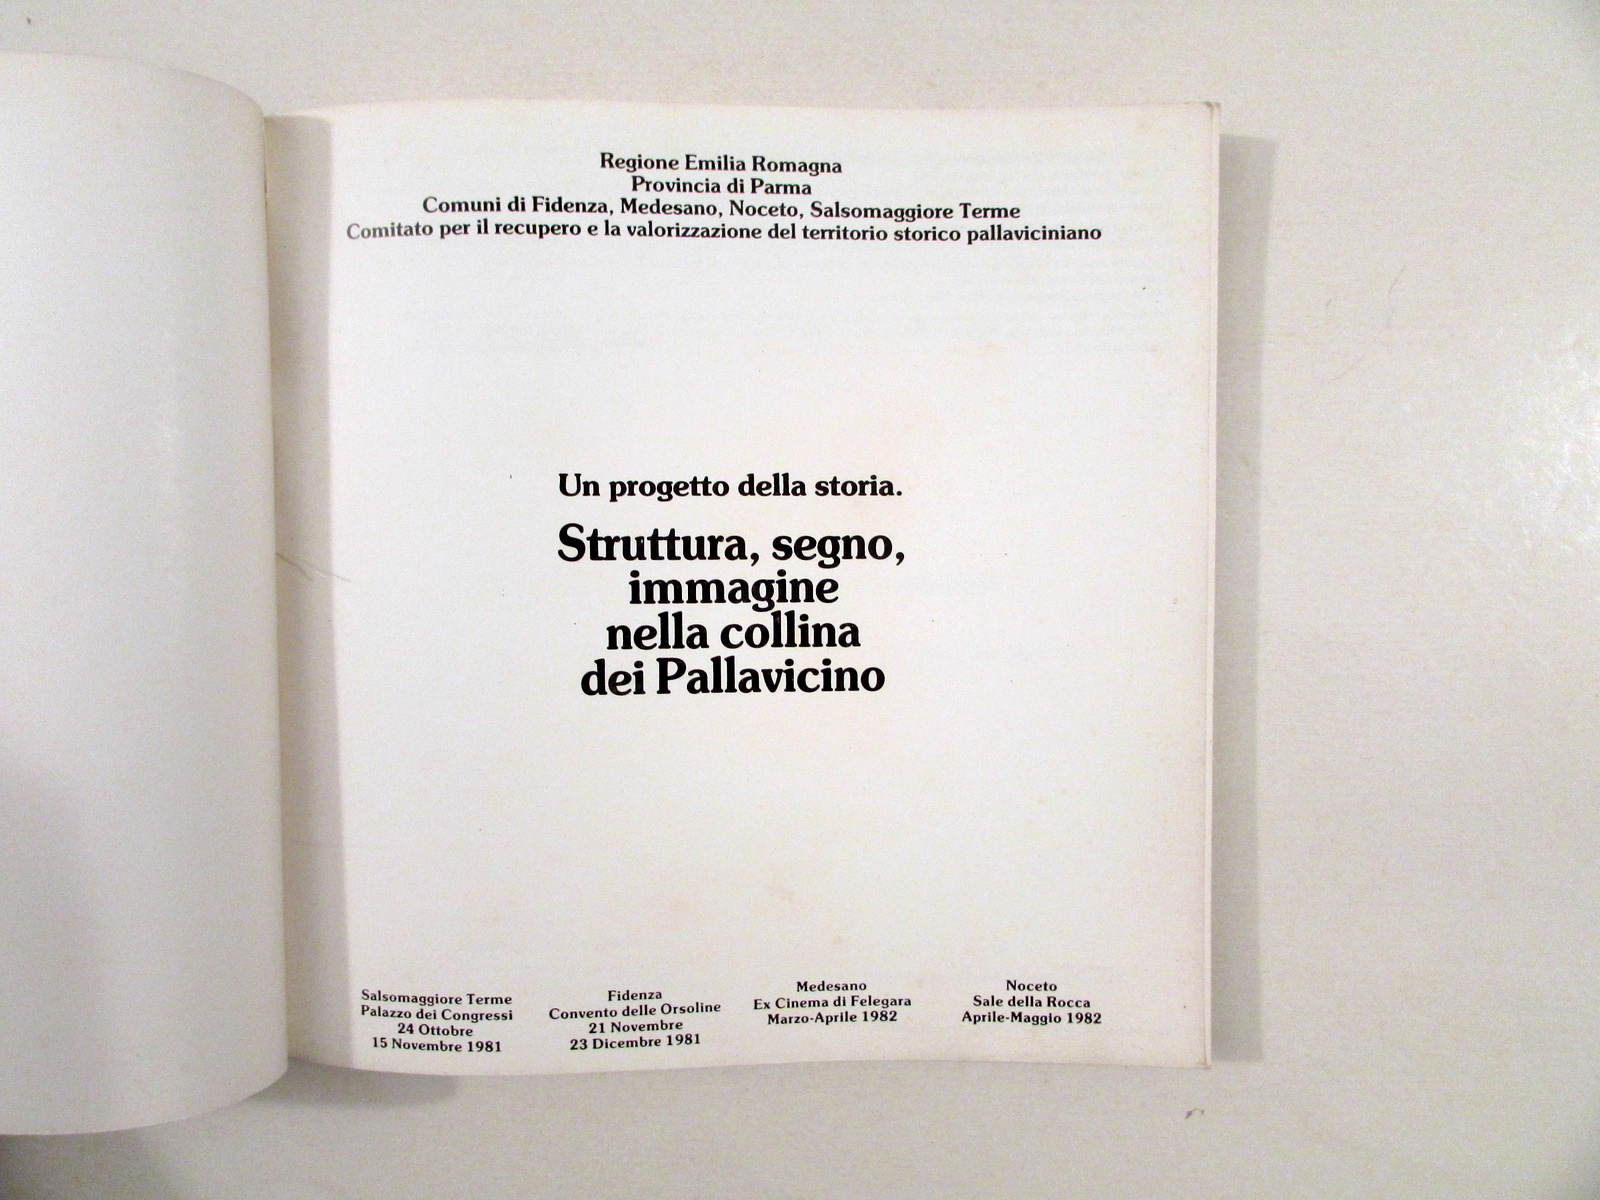 Regione Emilia Romagna
Provincia di Parma
Comuni di Fidenza, Medesano, Noceto, Salsomaggiore Terme
Comitato per il recupero e la valorizzazione del territorio storico pallaviciniano
Un progetto della storia.
Struttura, segno,
immagine
nella collina
dei Pallavicino
Salsomaggiore Terme
Palazzo dei Congressi
24 Ottobre
15 Novembre 1981
Fidenza
Convento delle Orsoline
21 Novembre
23 Dicembre 1981
Medesano
Ex Cinema di Felegara
Marzo-Aprile 1982
Noceto
Sale della Rocca
Aprile-Maggio 1982